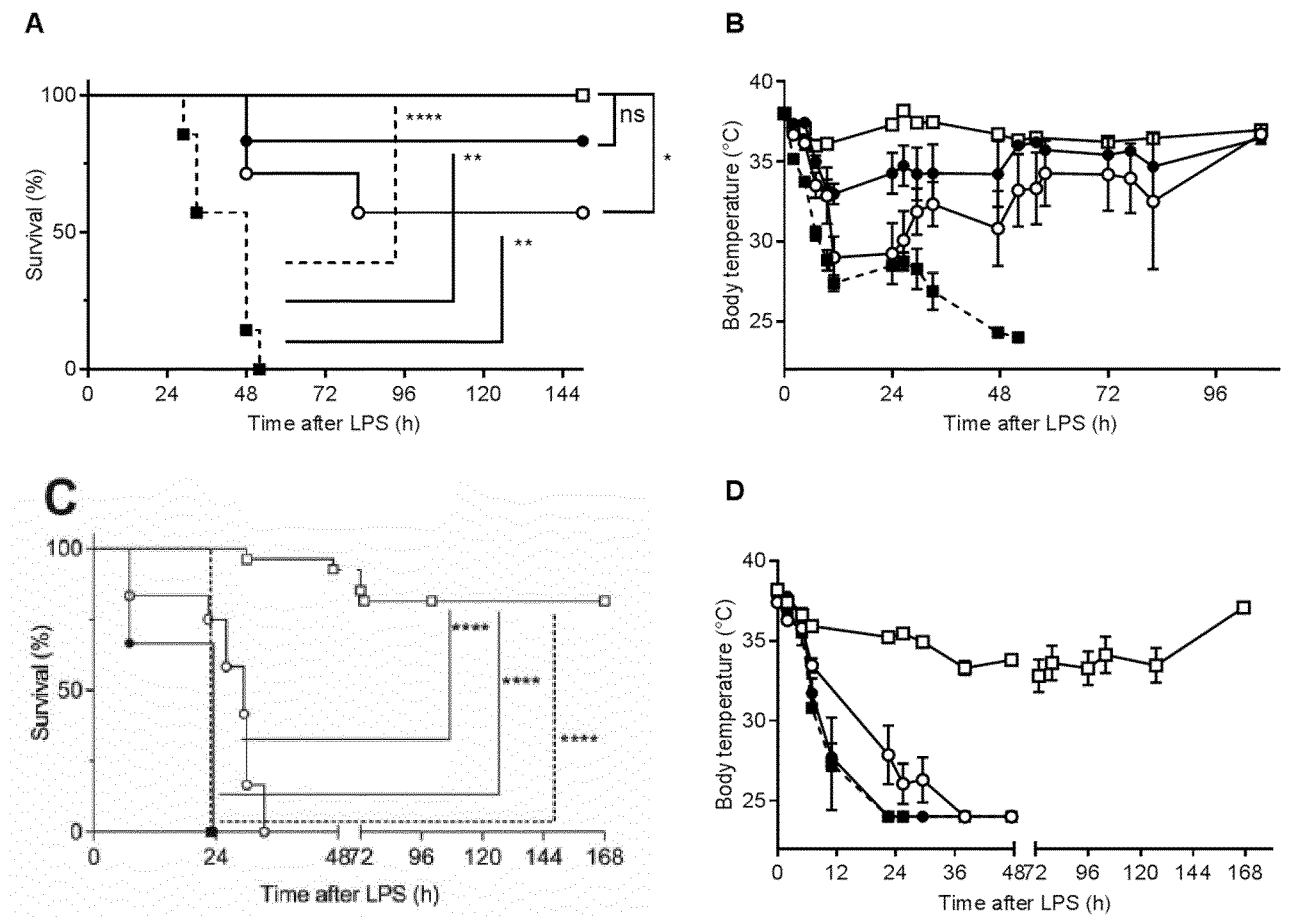 A
Survival (%)
100
50
0
0 24 48 72 96 120 144
Time after LPS (h)
****
**
**
ns
*
B
Body temperature (°C)
40
35
30
25
0 24 48 72 96
Time after LPS (h)
C
Survival (%)
100
50
0
0 24 48 72 96 120 144 168
Time after LPS (h)
****
****
****
D
Body temperature (°C)
40
35
30
25
0 12 24 36 48 72 96 120 144 168
Time after LPS (h)